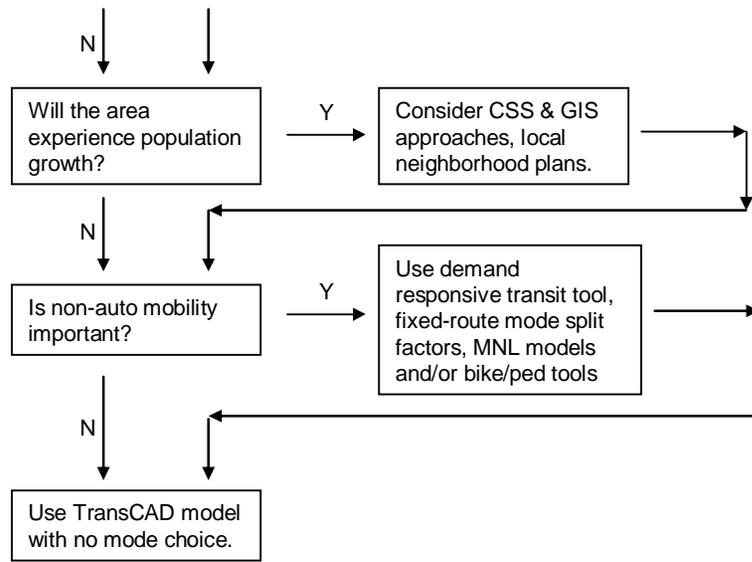 N
Will the area
experience population
growth?
Y
Consider CSS & GIS
approaches, local
neighborhood plans.
N
Is non-auto mobility
important?
Y
Use demand
responsive transit tool,
fixed-route mode split
factors, MNL models
and/or bike/ped tools
N
Use TransCAD model
with no mode choice.